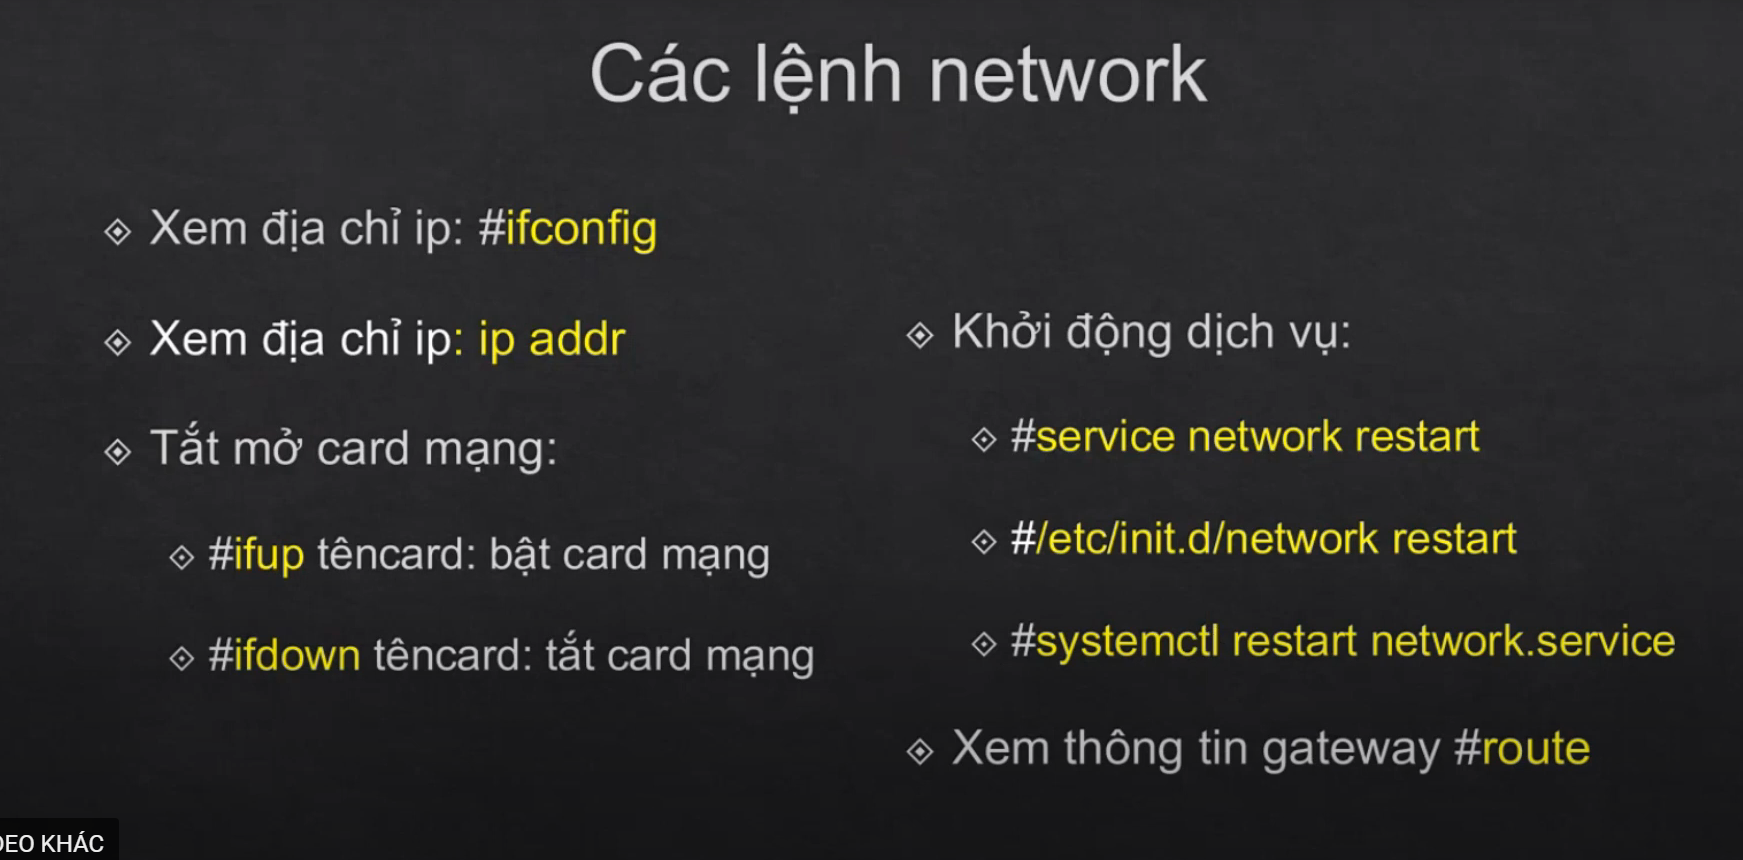 Các lệnh network
Xem địa chỉ ip: #ifconfig
Xem địa chỉ ip: ip addr
Tắt mở card mạng:
#ifup têncard: bật card mạng
#ifdown têncard: tắt card mạng
Khởi động dịch vụ:
#service network restart
#/etc/init.d/network restart
#systemctl restart network.service
Xem thông tin gateway #route
DEO KHÁC